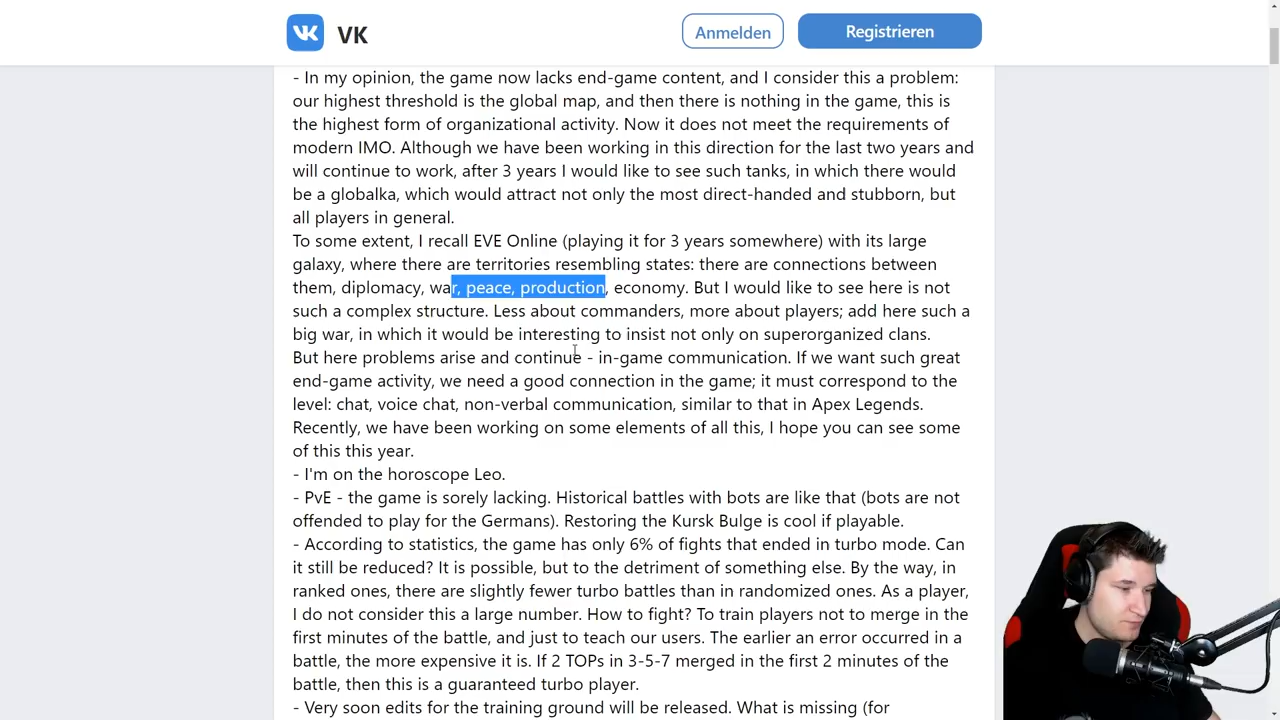 VK
Anmelden
Registrieren
- In my opinion, the game now lacks end-game content, and I consider this a problem:
our highest threshold is the global map, and then there is nothing in the game, this is
the highest form of organizational activity. Now it does not meet the requirements of
modern IMO. Although we have been working in this direction for the last two years and
will continue to work, after 3 years I would like to see such tanks, in which there would
be a globalka, which would attract not only the most direct-handed and stubborn, but
all players in general.
To some extent, I recall EVE Online (playing it for 3 years somewhere) with its large
galaxy, where there are territories resembling states: there are connections between
them, diplomacy, war, peace, production, economy. But I would like to see here is not
such a complex structure. Less about commanders, more about players; add here such a
big war, in which it would be interesting to insist not only on superorganized clans.
But here problems arise and continue - in-game communication. If we want such great
end-game activity, we need a good connection in the game; it must correspond to the
level: chat, voice chat, non-verbal communication, similar to that in Apex Legends.
Recently, we have been working on some elements of all this, I hope you can see some
of this this year.
- I'm on the horoscope Leo.
- PvE - the game is sorely lacking. Historical battles with bots are like that (bots are not
offended to play for the Germans). Restoring the Kursk Bulge is cool if playable.
- According to statistics, the game has only 6% of fights that ended in turbo mode. Can
it still be reduced? It is possible, but to the detriment of something else. By the way, in
ranked ones, there are slightly fewer turbo battles than in randomized ones. As a player,
I do not consider this a large number. How to fight? To train players not to merge in the
first minutes of the battle, and just to teach our users. The earlier an error occurred in a
battle, the more expensive it is. If 2 TOPs in 3-5-7 merged in the first 2 minutes of the
battle, then this is a guaranteed turbo player.
- Very soon edits for the training ground will be released. What is missing (for